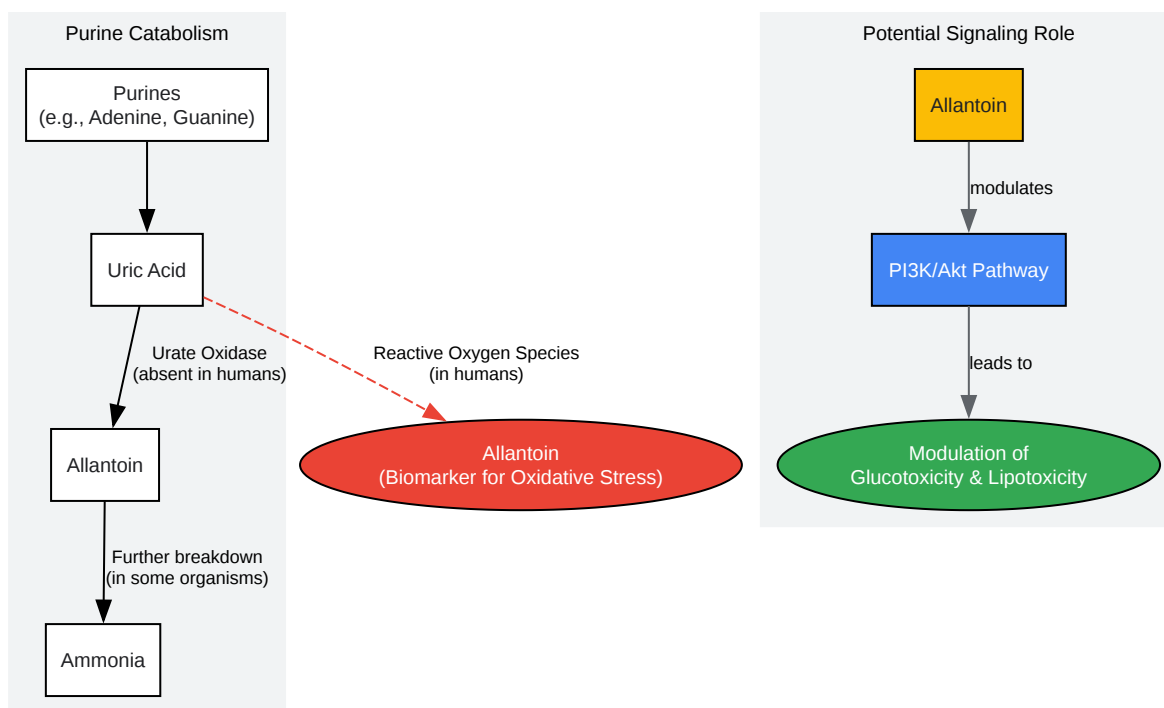 Purine Catabolism
Purines
(e.g., Adenine, Guanine)
Uric Acid
Urate Oxidase
(absent in humans)
Reactive Oxygen Species
(in humans)
Allantoin
Allantoin
(Biomarker for Oxidative Stress)
Further breakdown
(in some organisms)
Ammonia
Potential Signaling Role
Allantoin
modulates
PI3K/Akt Pathway
leads to
Modulation of
Glucotoxicity & Lipotoxicity